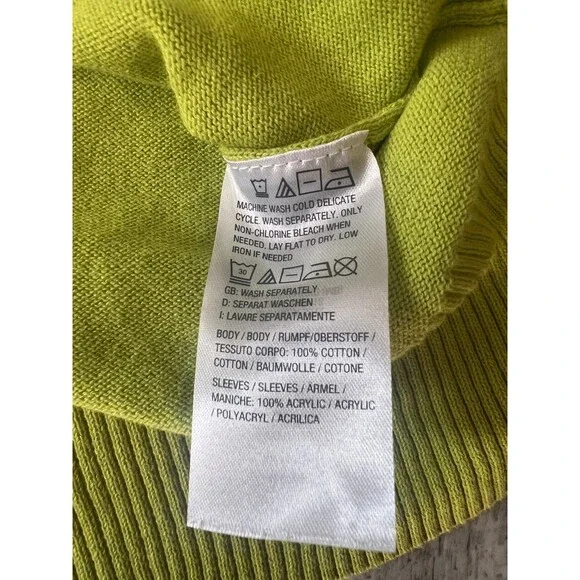 MACHINE WASH COLD DELICATE
CYCLE. WASH SEPARATELY. ONLY
NON-CHLORINE BLEACH WHEN
NEEDED. LAY FLAT TO DRY. LOW
IRON IF NEEDED
30
GB: WASH SEPARATELY
D: SEPARAT WASCHEN
I: LAVARE SEPARATAMENTE
BODY / BODY / RUMPF/OBERSTOFF /
TESSUTO CORPO: 100% COTTON /
COTTON / BAUMWOLLE / COTONE
SLEEVES / SLEEVES / ÄRMEL /
MANICHE: 100% ACRYLIC / ACRYLIC
/ POLYACRYL / ACRILICA